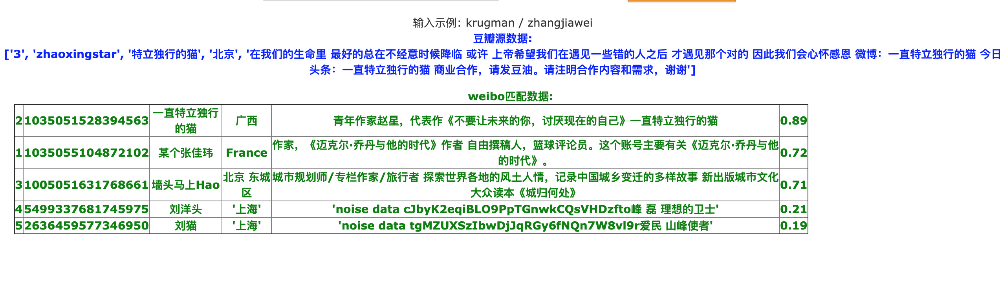 输入示例: krugman / zhangjiawei
豆瓣源数据:
['3', 'zhaoxingstar', '特立独行的猫', '北京', '在我们的生命里 最好的总在不经意时候降临 或许 上帝希望我们在遇见一些错的人之后 才遇见那个对的 因此我们会心怀感恩 微博：一直特立独行的猫 今日
头条：一直特立独行的猫 商业合作，请发豆油。请注明合作内容和需求，谢谢']
weibo匹配数据:
2 1035051528394563 一直特立独行的猫 广西 青年作家赵星，代表作《不要让未来的你，讨厌现在的自己》一直特立独行的猫 0.89
1 1035055104872102 某个张佳玮 France 作家，《迈克尔·乔丹与他的时代》作者 自由撰稿人，篮球评论员。这个账号主要有关《迈克尔·乔丹与他的时代》。 0.72
3 1005051631768661 墙头马上Hao 北京 东城区 城市规划师/专栏作家/旅行者 探索世界各地的风土人情，记录中国城乡变迁的多样故事 新出版城市文化大众读本《城归何处》 0.71
4 5499337681745975 刘洋头 '上海' 'noise data cJbyK2eqiBLO9PpTGnwkCQsVHDzfto峰 磊 理想的卫士' 0.21
5 2636459577346950 刘猫 '上海' 'noise data tgMZUXSzIbwDjJqRGy6fNQn7W8vl9r爱民 山峰使者' 0.19